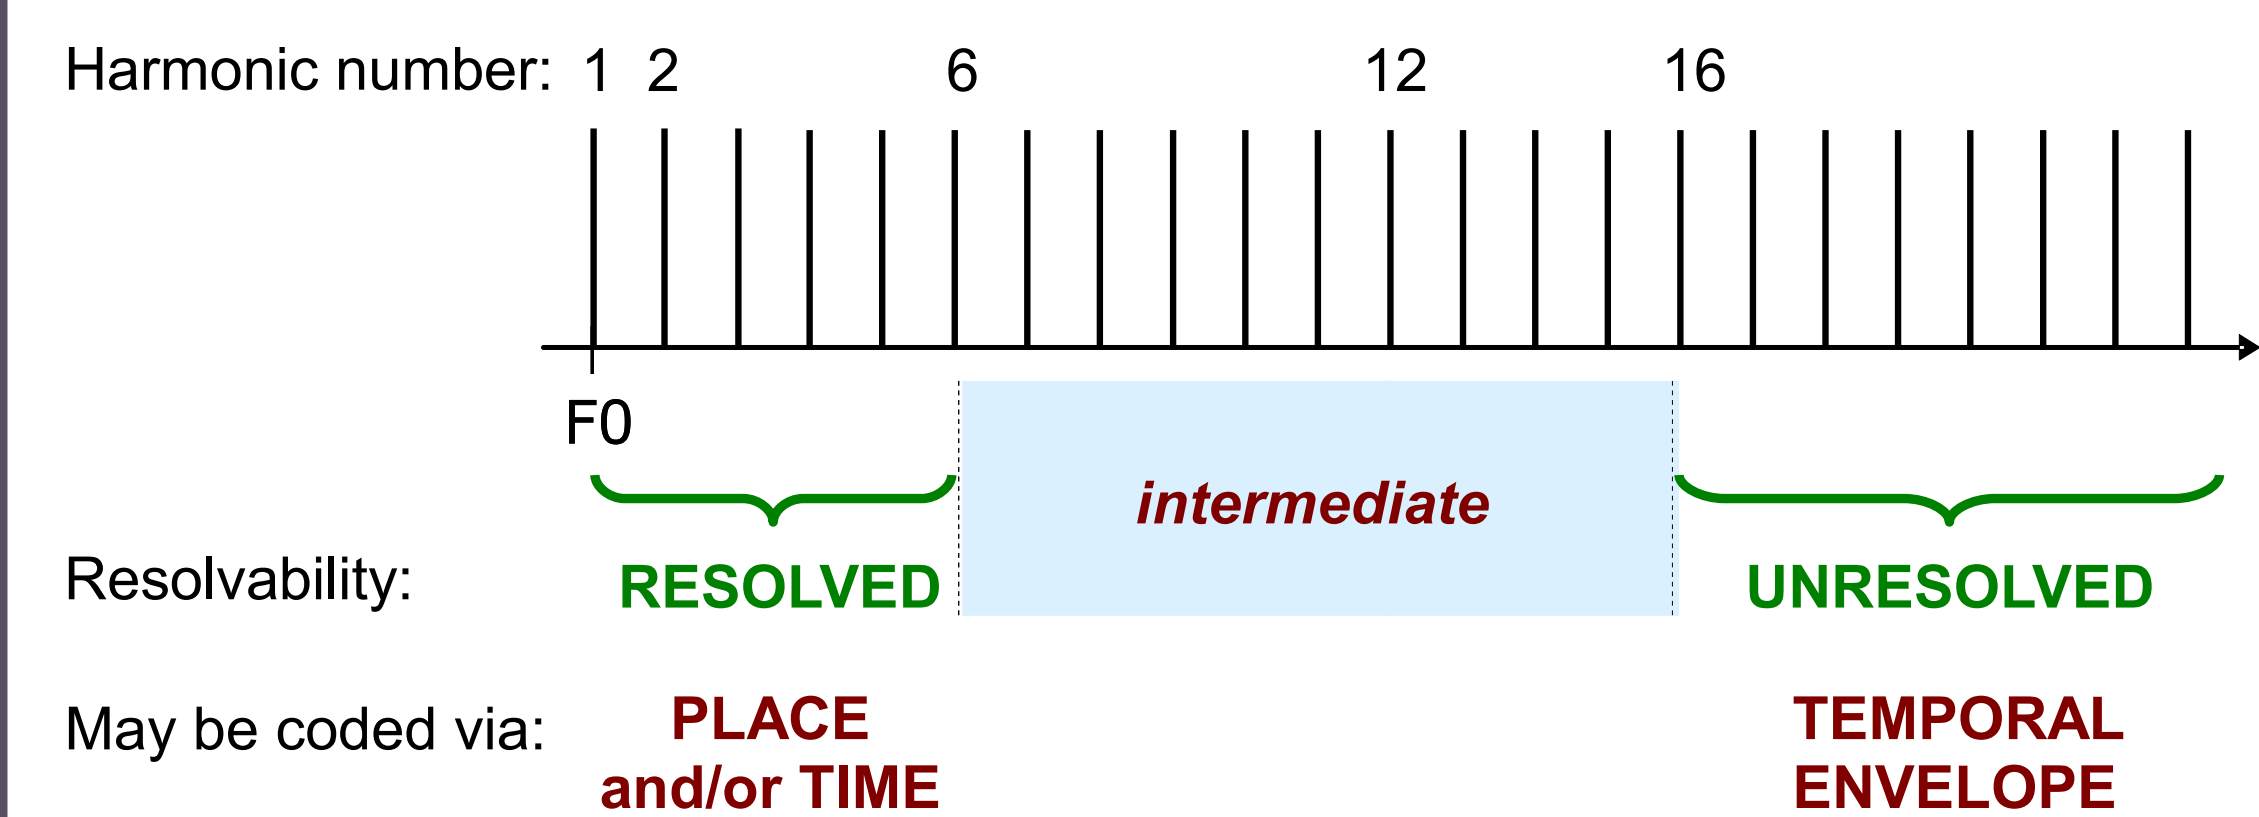 Harmonic number: 1 2 6 12 16
F0
intermediate
Resolvability: RESOLVED UNRESOLVED
May be coded via: PLACE and/or TIME TEMPORAL ENVELOPE